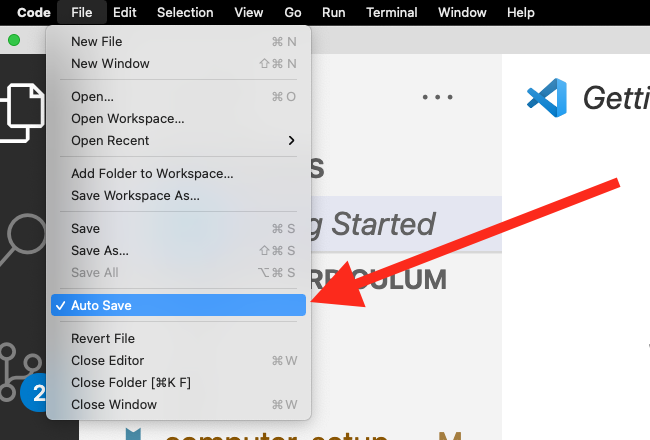 Code File Edit Selection View Go Run Terminal Window Help
New File ⌘ N
New Window ⇧⌘ N
Open... ⌘ O
Open Workspace...
Open Recent
Add Folder to Workspace...
Save Workspace As...
Save ⌘ S
Save As... ⇧⌘ S
Save All ⌥⌘ S
✓ Auto Save
Revert File
Close Editor ⌘ W
Close Folder [⌘K F]
Close Window ⌘ W
2
...
S
g Started
RRICULUM
computer_setup M
Getti